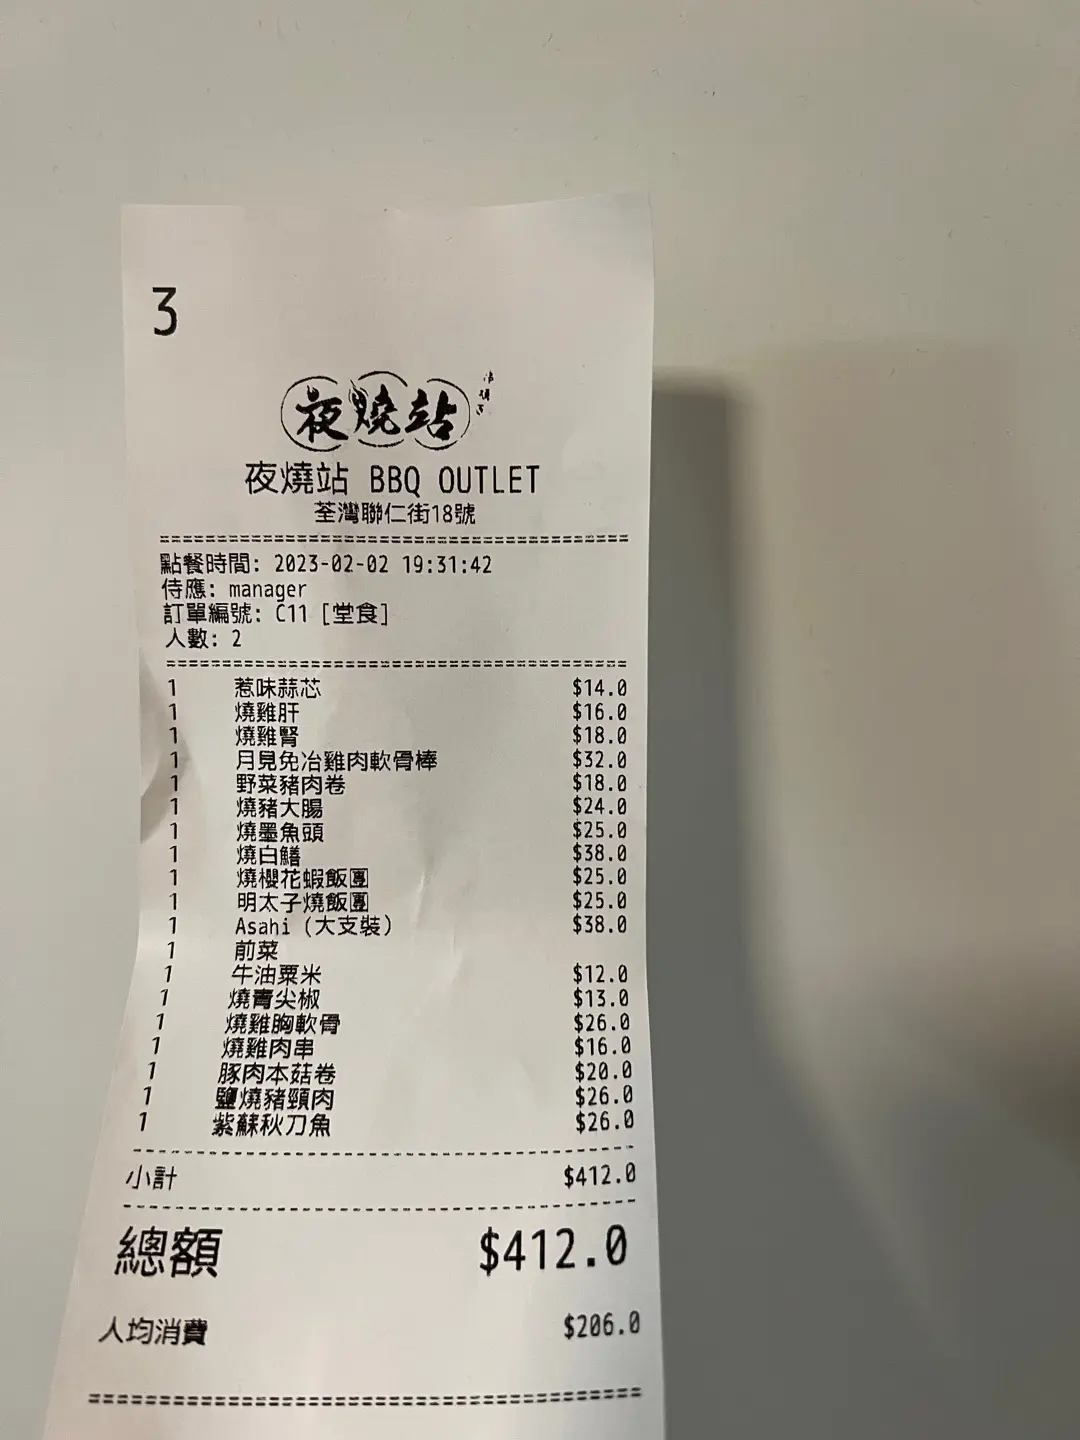 3
夜燒站
夜燒站 BBQ OUTLET
荃灣聯仁街18號
點餐時間: 2023-02-02 19:31:42
侍應: manager
訂單編號: C11 [堂食]
人數: 2
1 惹味蒜芯 $14.0
1 燒雞肝 $16.0
1 燒雞腎 $18.0
1 月見免冶雞肉軟骨棒 $32.0
1 野菜豬肉卷 $18.0
1 燒豬大腸 $24.0
1 燒墨魚頭 $25.0
1 燒白鱔 $38.0
1 燒櫻花蝦飯團 $25.0
1 明太子燒飯團 $25.0
1 Asahi (大支裝) $38.0
1 前菜
1 牛油粟米 $12.0
1 燒青尖椒 $13.0
1 燒雞胸軟骨 $26.0
1 燒雞肉串 $16.0
1 豚肉本菇卷 $20.0
1 鹽燒豬頸肉 $26.0
1 紫蘇秋刀魚 $26.0
小計 $412.0
總額 $412.0
人均消費 $206.0